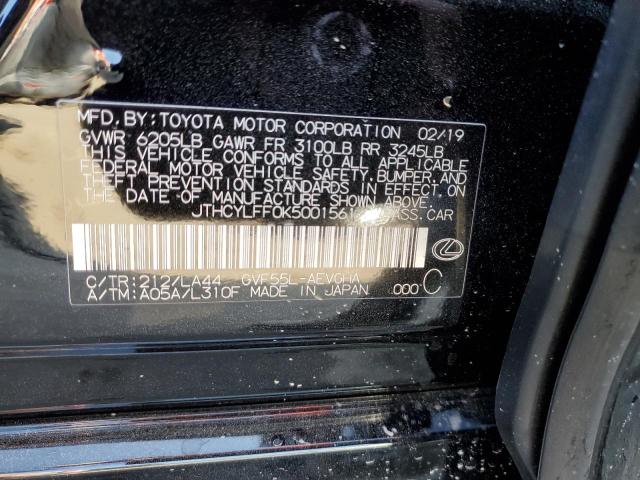 MFD. BY: TOYOTA MOTOR CORPORATION 02/19
GVWR 6205LB GAWR FR 3100LB RR 3245LB
THIS VEHICLE CONFORMS TO ALL APPLICABLE
FEDERAL MOTOR VEHICLE SAFETY, BUMPER, AND
THEFT PREVENTION STANDARDS IN EFFECT ON
THE DATE OF MANUFACTURE SHOWN ABOVE.
PASS. CAR
C/TR: 212/LA44 GVF55L-AEVGHA
A/TM: A05A/L310F MADE IN JAPAN 000 C